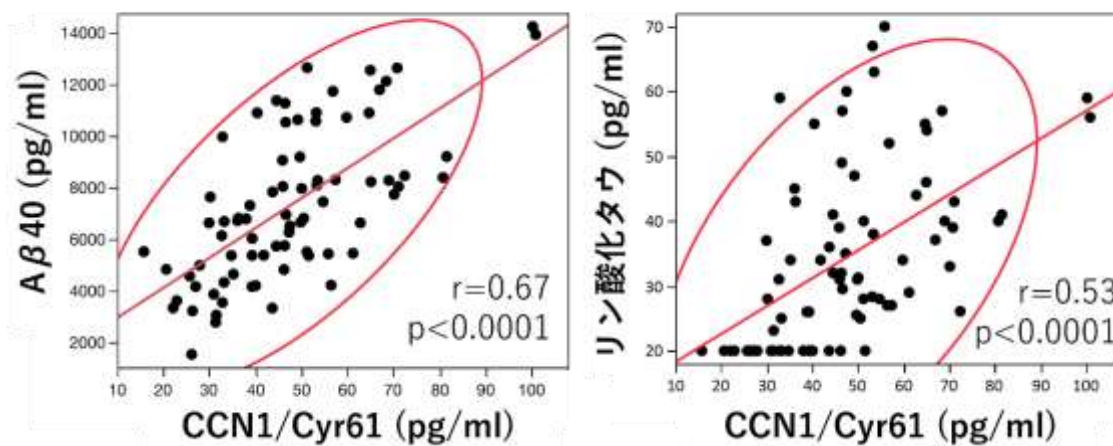 Aβ40 (pg/ml)
14000
12000
10000
8000
6000
4000
2000
r=0.67
p<0.0001
10 20 30 40 50 60 70 80 90 100
CCN1/Cyr61 (pg/ml)
リン酸化タウ (pg/ml)
70
60
50
40
30
20
r=0.53
p<0.0001
10 20 30 40 50 60 70 80 90 100
CCN1/Cyr61 (pg/ml)